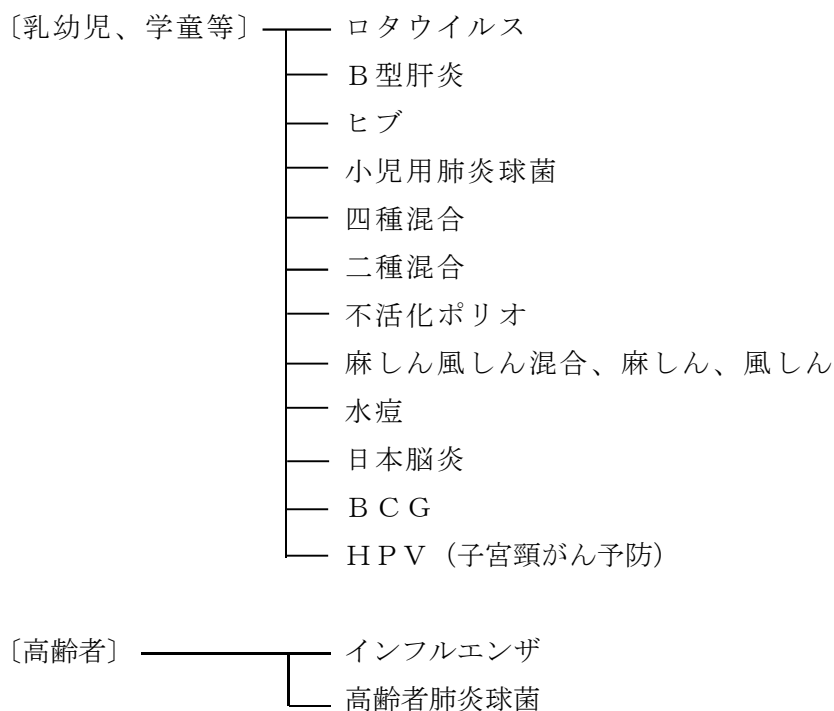 〔乳幼児、学童等〕 ロタウイルス
Ｂ型肝炎
ヒブ
小児用肺炎球菌
四種混合
二種混合
不活化ポリオ
麻しん風しん混合、麻しん、風しん
水痘
日本脳炎
ＢＣＧ
ＨＰＶ（子宮頸がん予防）
〔高齢者〕 インフルエンザ
高齢者肺炎球菌